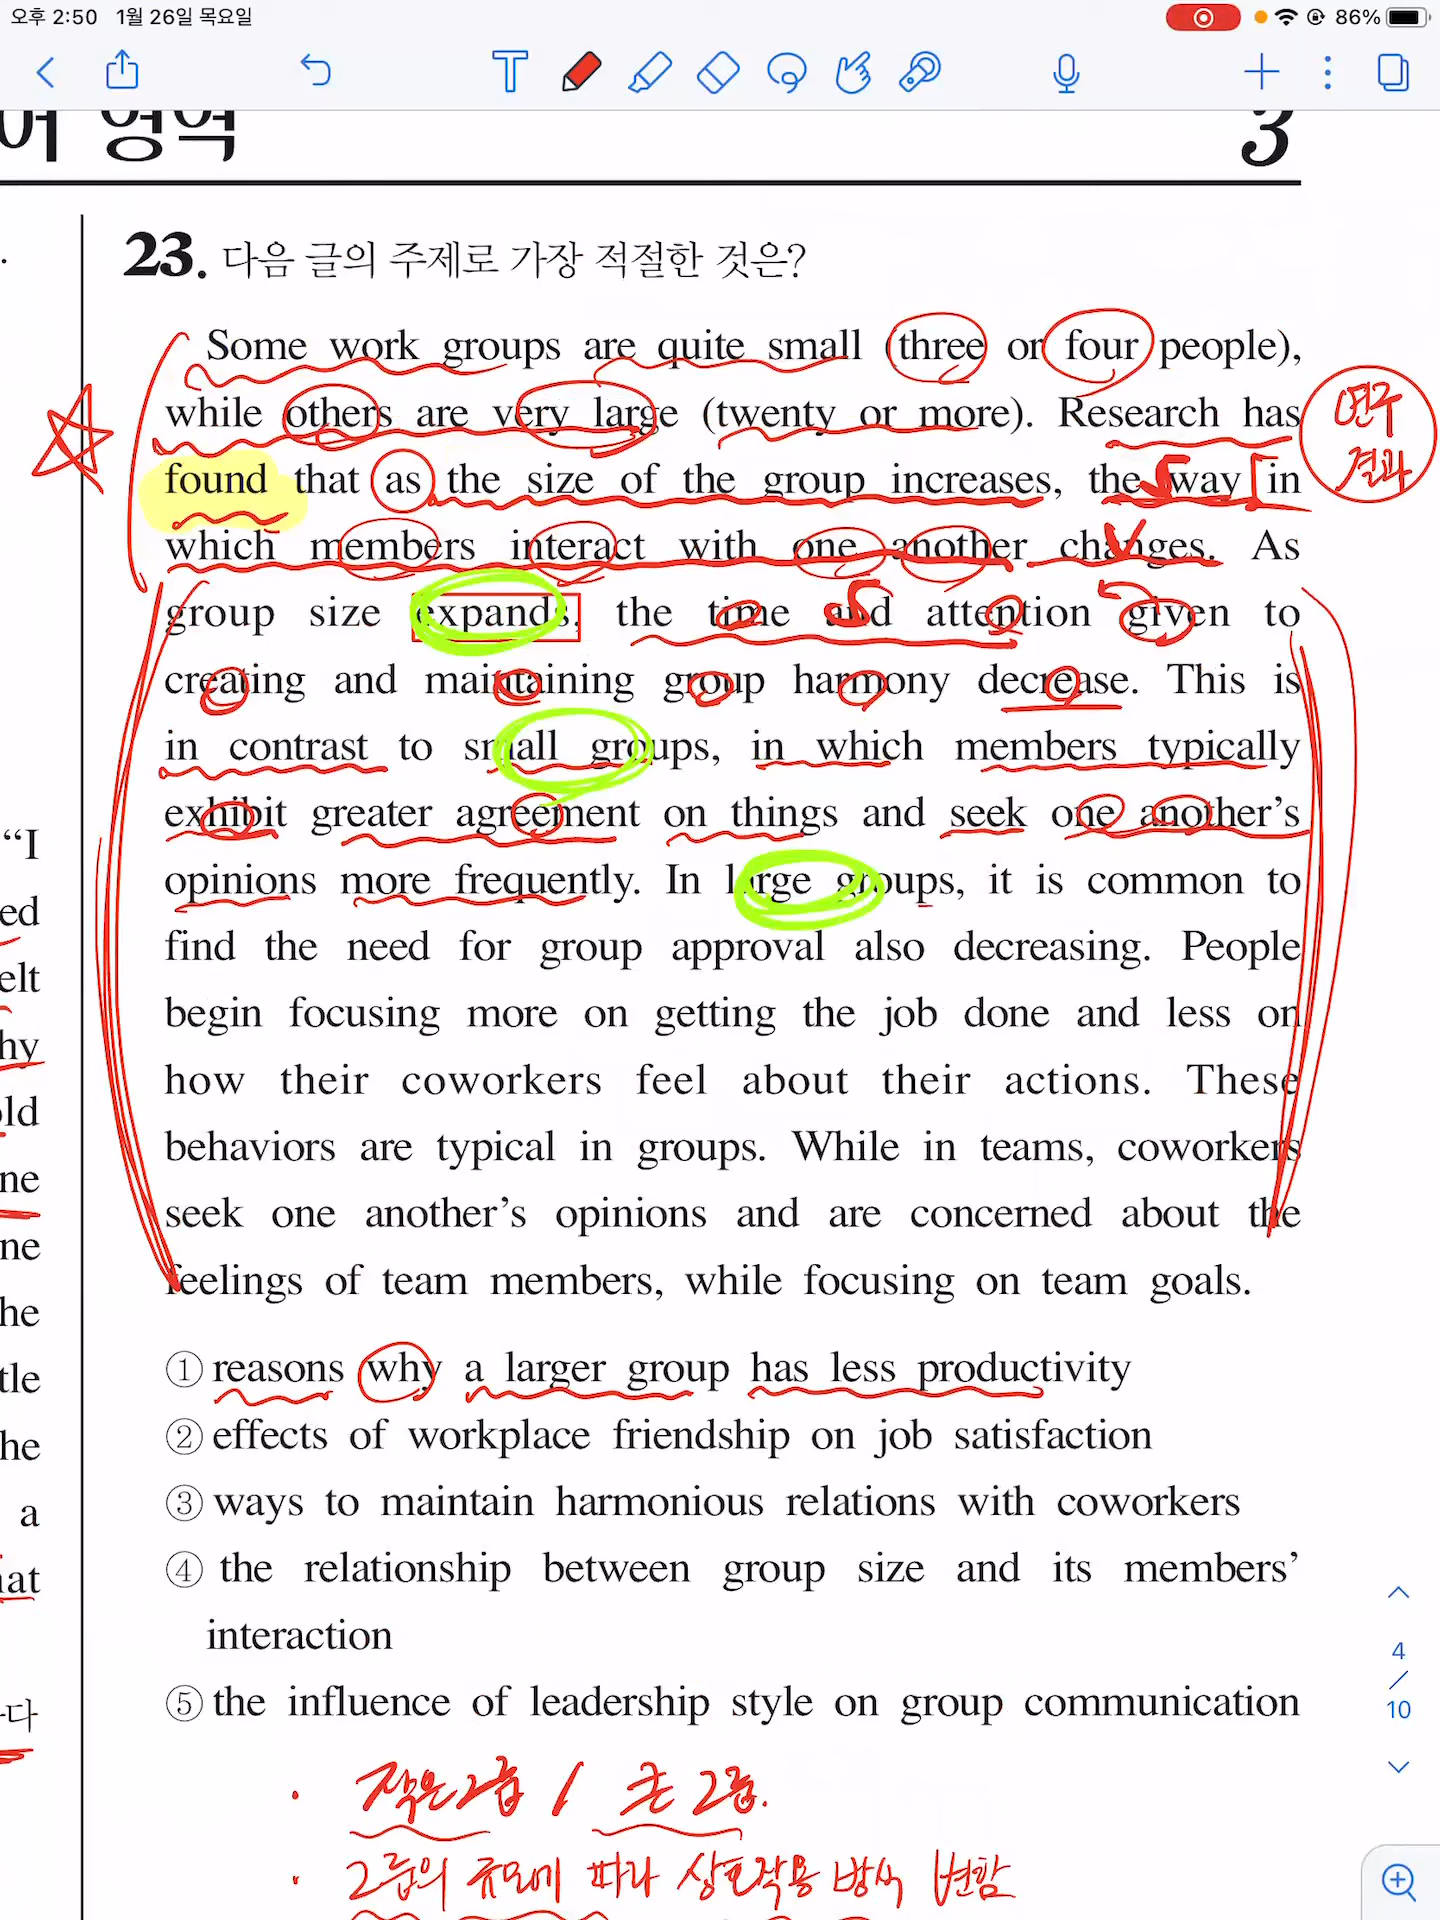 오후 2:50 1월 26일 목요일 86%
어 영역 3
23. 다음 글의 주제로 가장 적절한 것은?
Some work groups are quite small (three or four people),
while others are very large (twenty or more). Research has
found that as the size of the group increases, the way in
which members interact with one another changes. As
group size expands, the time and attention given to
creating and maintaining group harmony decrease. This is
in contrast to small groups, in which members typically
exhibit greater agreement on things and seek one another's
opinions more frequently. In large groups, it is common to
find the need for group approval also decreasing. People
begin focusing more on getting the job done and less on
how their coworkers feel about their actions. These
behaviors are typical in groups. While in teams, coworkers
seek one another's opinions and are concerned about the
feelings of team members, while focusing on team goals.
연구
결과
① reasons why a larger group has less productivity
② effects of workplace friendship on job satisfaction
③ ways to maintain harmonious relations with coworkers
④ the relationship between group size and its members'
interaction
⑤ the influence of leadership style on group communication
· 작은 그룹 / 큰 그룹.
· 그룹의 규모에 따라 상호작용 방식 변함
“I
ed
elt
hy
old
ne
ne
he
tle
he
a
hat
다
4
/
10